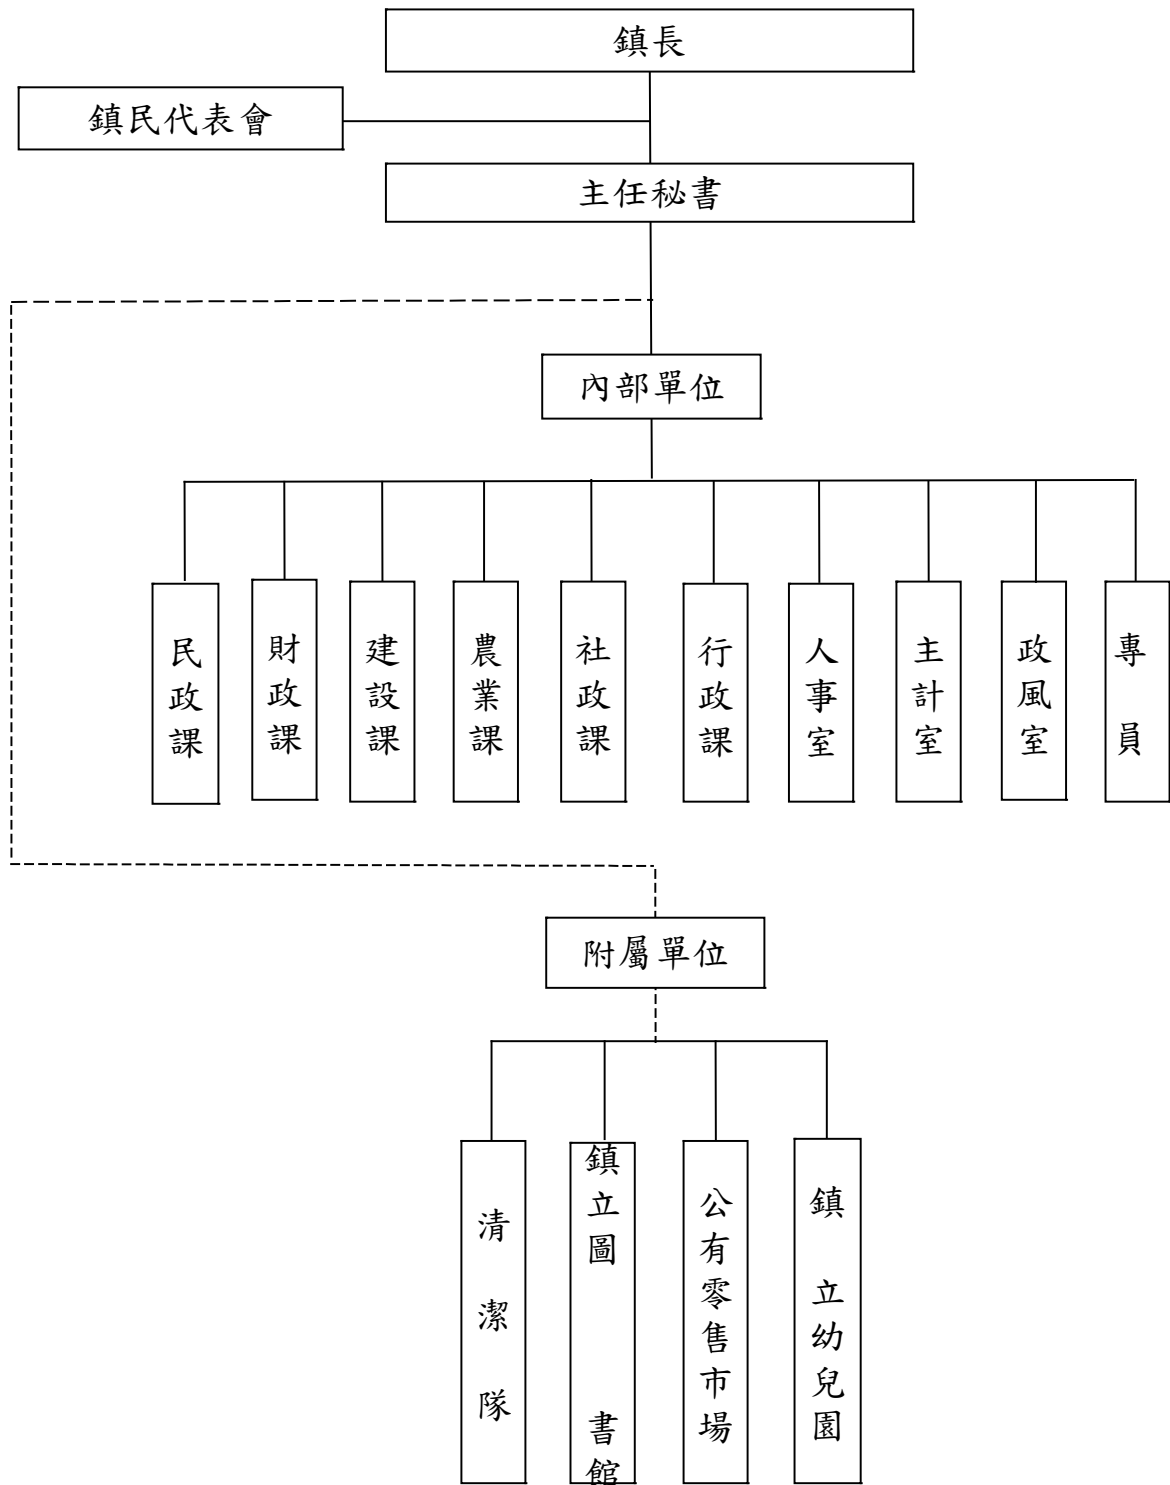 鎮長
鎮民代表會
主任秘書
內部單位
民政課
財政課
建設課
農業課
社政課
行政課
人事室
主計室
政風室
專員
附屬單位
清潔隊
鎮立圖書館
公有零售市場
鎮立幼兒園